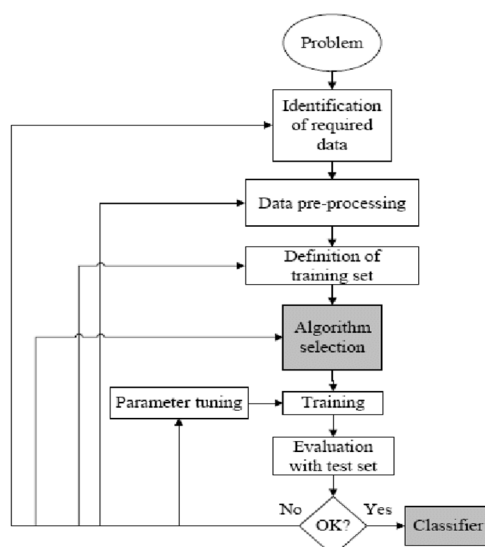 Problem
Identification
of required
data
Data pre-processing
Definition of
training set
Algorithm
selection
Parameter tuning
Training
Evaluation
with test set
No
OK?
Yes
Classifier